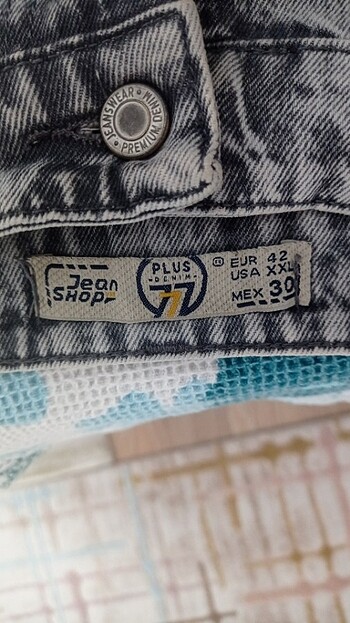 JEANSWEAR • DENIM • PREMIUM •
Jean
SHOP
PLUS
DENIM
77
EUR 42
USA XXL
MEX 30